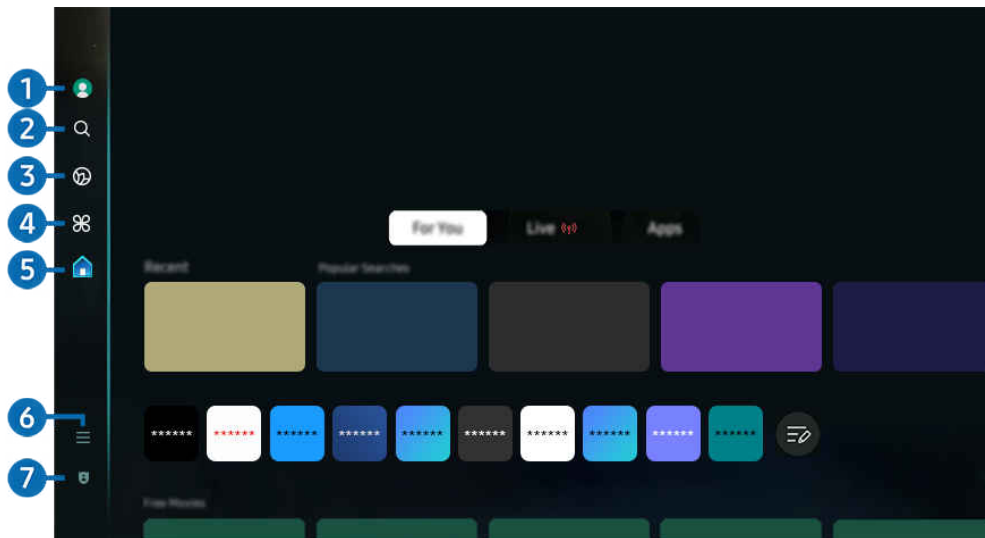 1
2
3
4
5
6
7
For You
Live
Apps
Recent
Popular Searches
****** ****** ****** ****** ****** ****** ****** ****** ****** ******
Free Movies